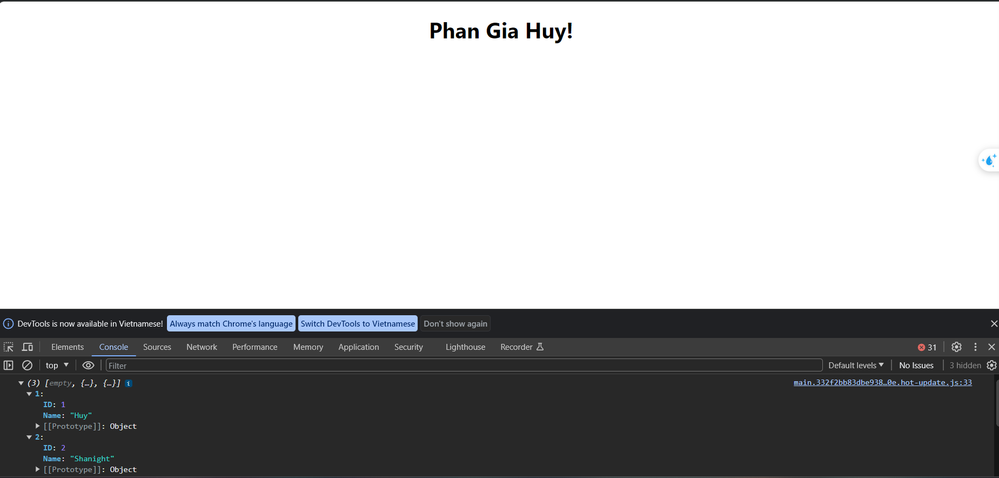 Phan Gia Huy!
DevTools is now available in Vietnamese! Always match Chrome's language Switch DevTools to Vietnamese Don't show again
Elements Console Sources Network Performance Memory Application Security Lighthouse Recorder 31
top Filter Default levels No Issues 3 hidden
(3) [empty, {…}, {…}] i main.332f2bb83dbe938…0e.hot-update.js:33
1:
ID: 1
Name: "Huy"
[[Prototype]]: Object
2:
ID: 2
Name: "Shanight"
[[Prototype]]: Object